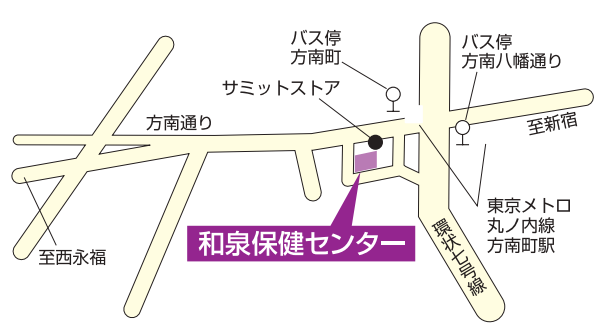 バス停
方南町
バス停
方南八幡通り
サミットストア
方南通り
至新宿
東京メトロ
丸ノ内線
方南町駅
至西永福
和泉保健センター
環状七号線